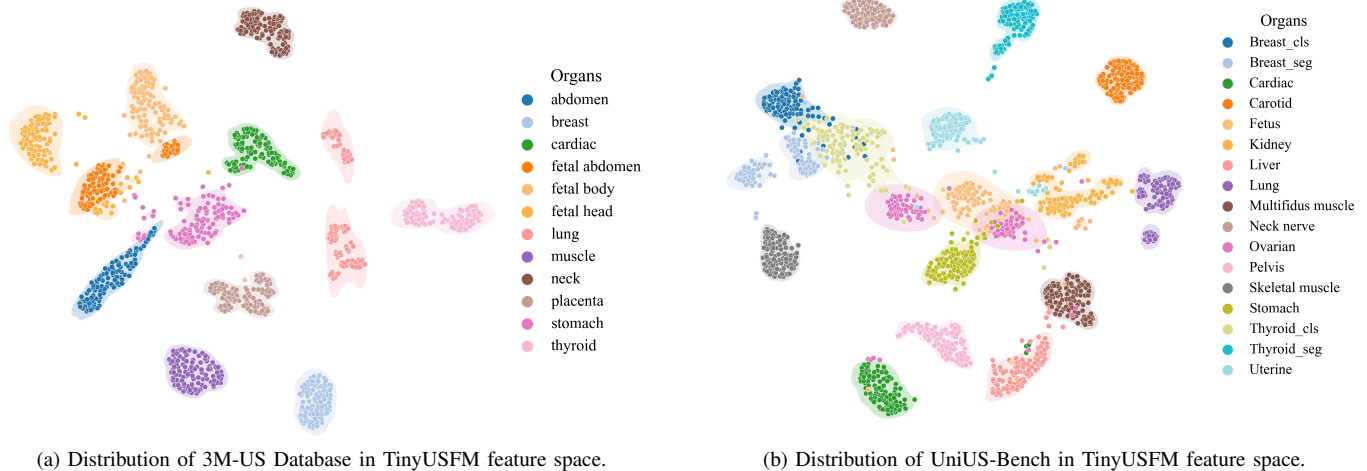 Organs
abdomen
breast
cardiac
fetal abdomen
fetal body
fetal head
lung
muscle
neck
placenta
stomach
thyroid
(a) Distribution of 3M-US Database in TinyUSFM feature space.
Organs
Breast_cls
Breast_seg
Cardiac
Carotid
Fetus
Kidney
Liver
Lung
Multifidus muscle
Neck nerve
Ovarian
Pelvis
Skeletal muscle
Stomach
Thyroid_cls
Thyroid_seg
Uterine
(b) Distribution of UniUS-Bench in TinyUSFM feature space.